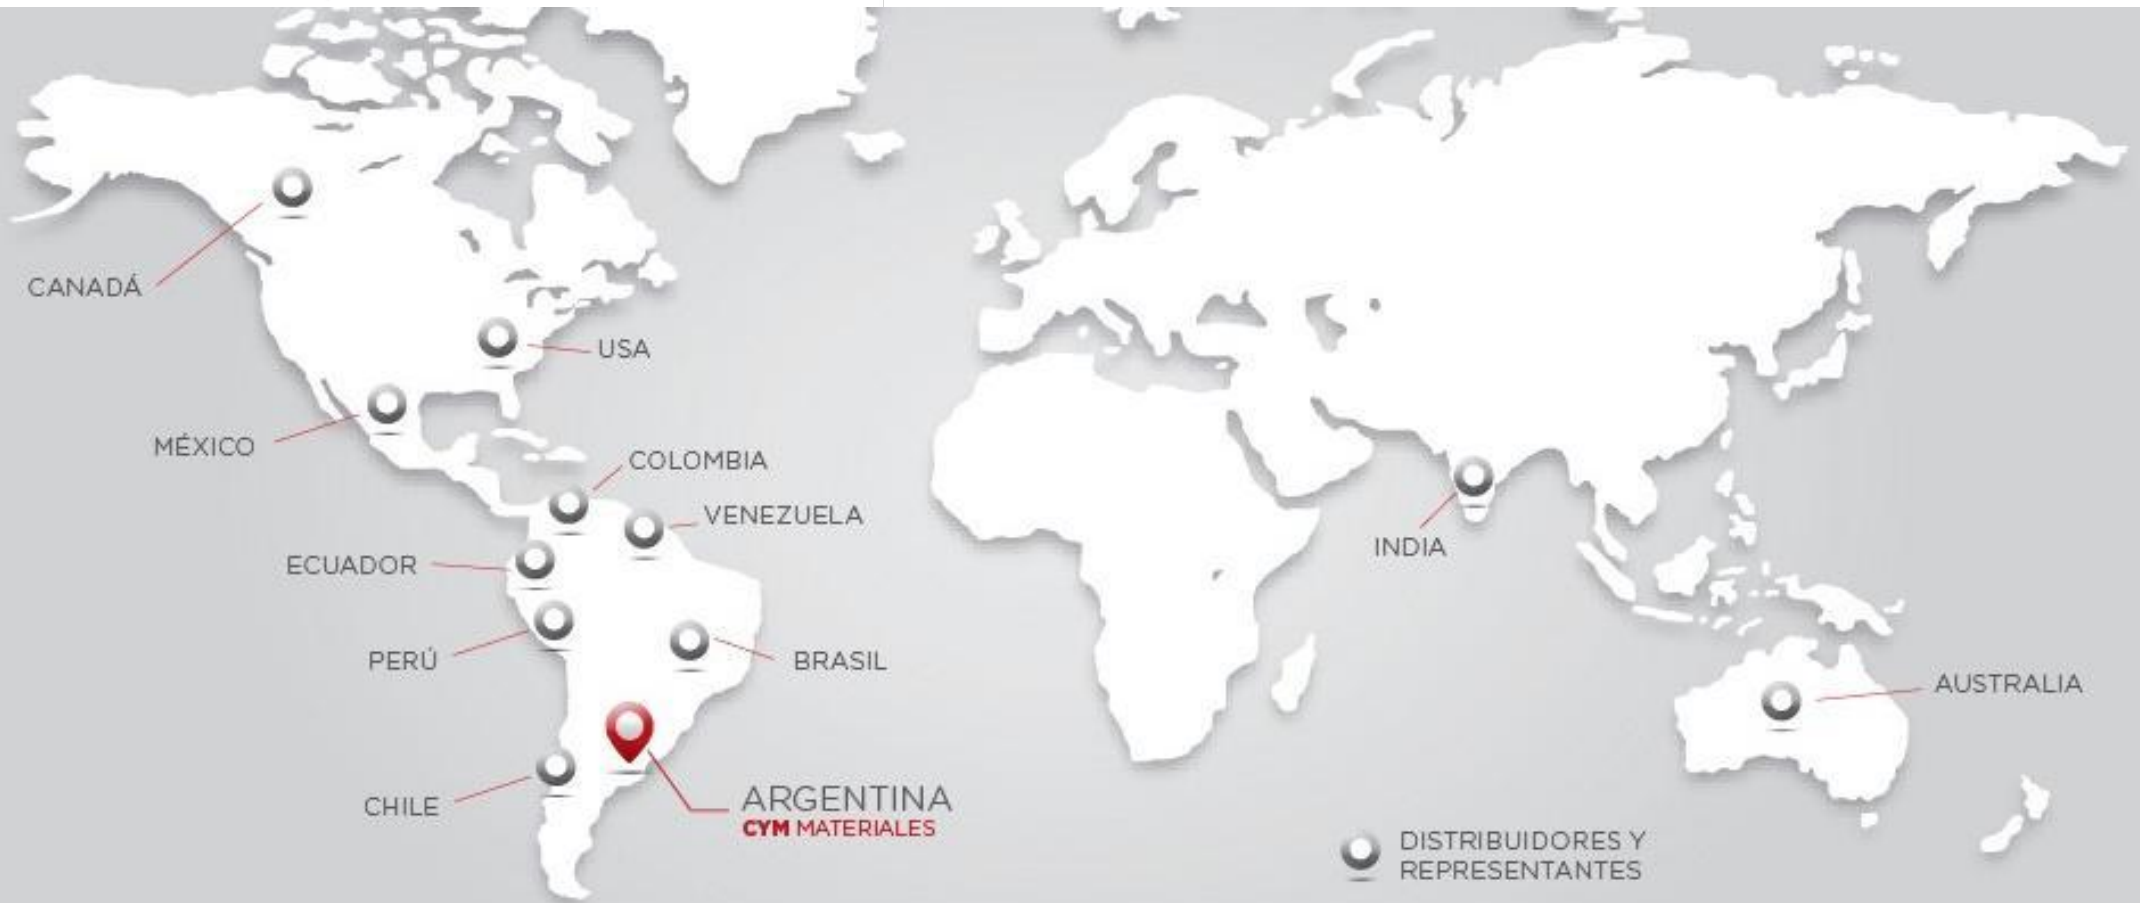 CANADÁ
USA
MÉXICO
COLOMBIA
VENEZUELA
ECUADOR
INDIA
PERÚ
BRASIL
AUSTRALIA
CHILE
ARGENTINA
CYM MATERIALES
DISTRIBUIDORES Y
REPRESENTANTES